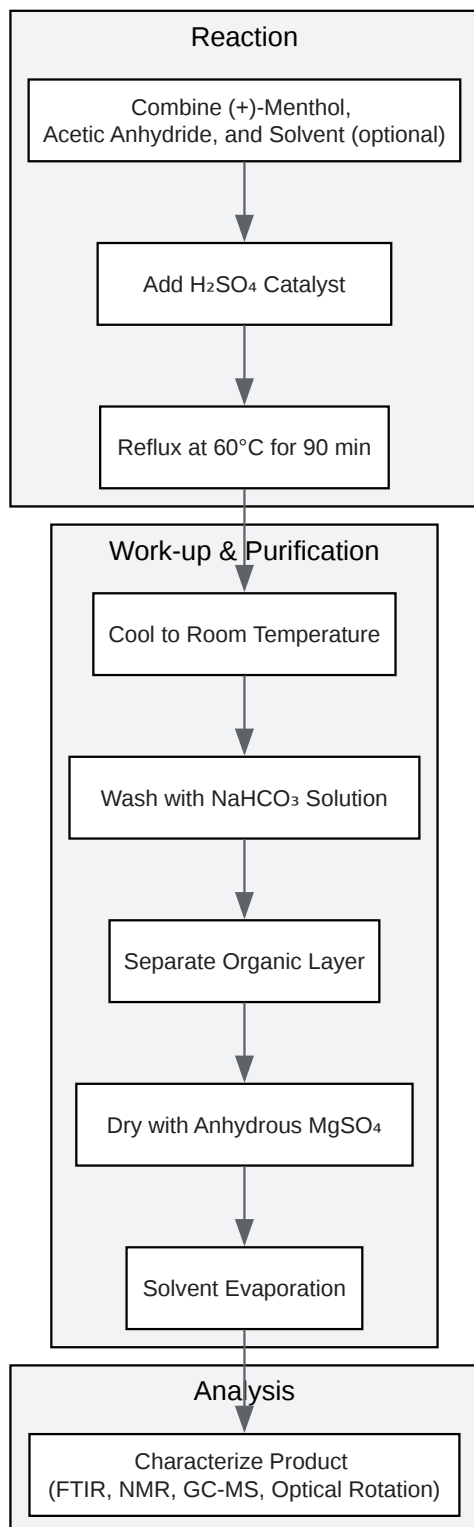 Reaction
Combine (+)-Menthol,
Acetic Anhydride, and Solvent (optional)
Add H₂SO₄ Catalyst
Reflux at 60°C for 90 min
Work-up & Purification
Cool to Room Temperature
Wash with NaHCO₃ Solution
Separate Organic Layer
Dry with Anhydrous MgSO₄
Solvent Evaporation
Analysis
Characterize Product
(FTIR, NMR, GC-MS, Optical Rotation)